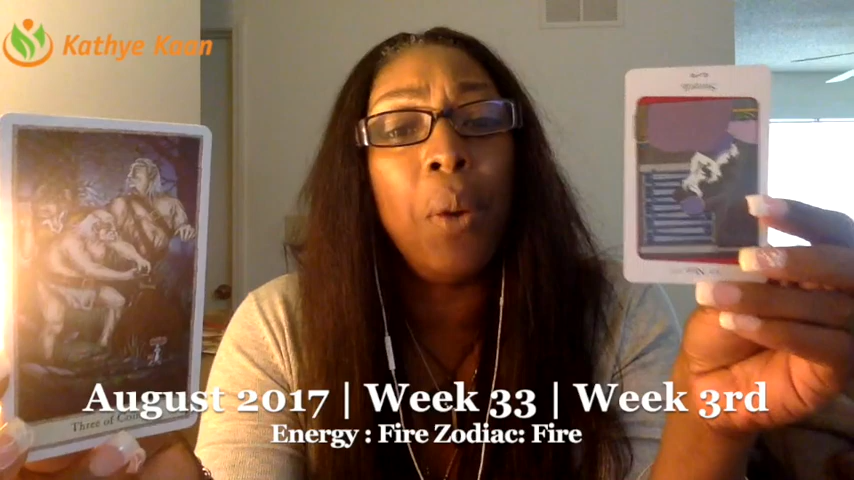 Kathye Kaan
Three of Coins
August 2017 | Week 33 | Week 3rd
Energy : Fire Zodiac: Fire